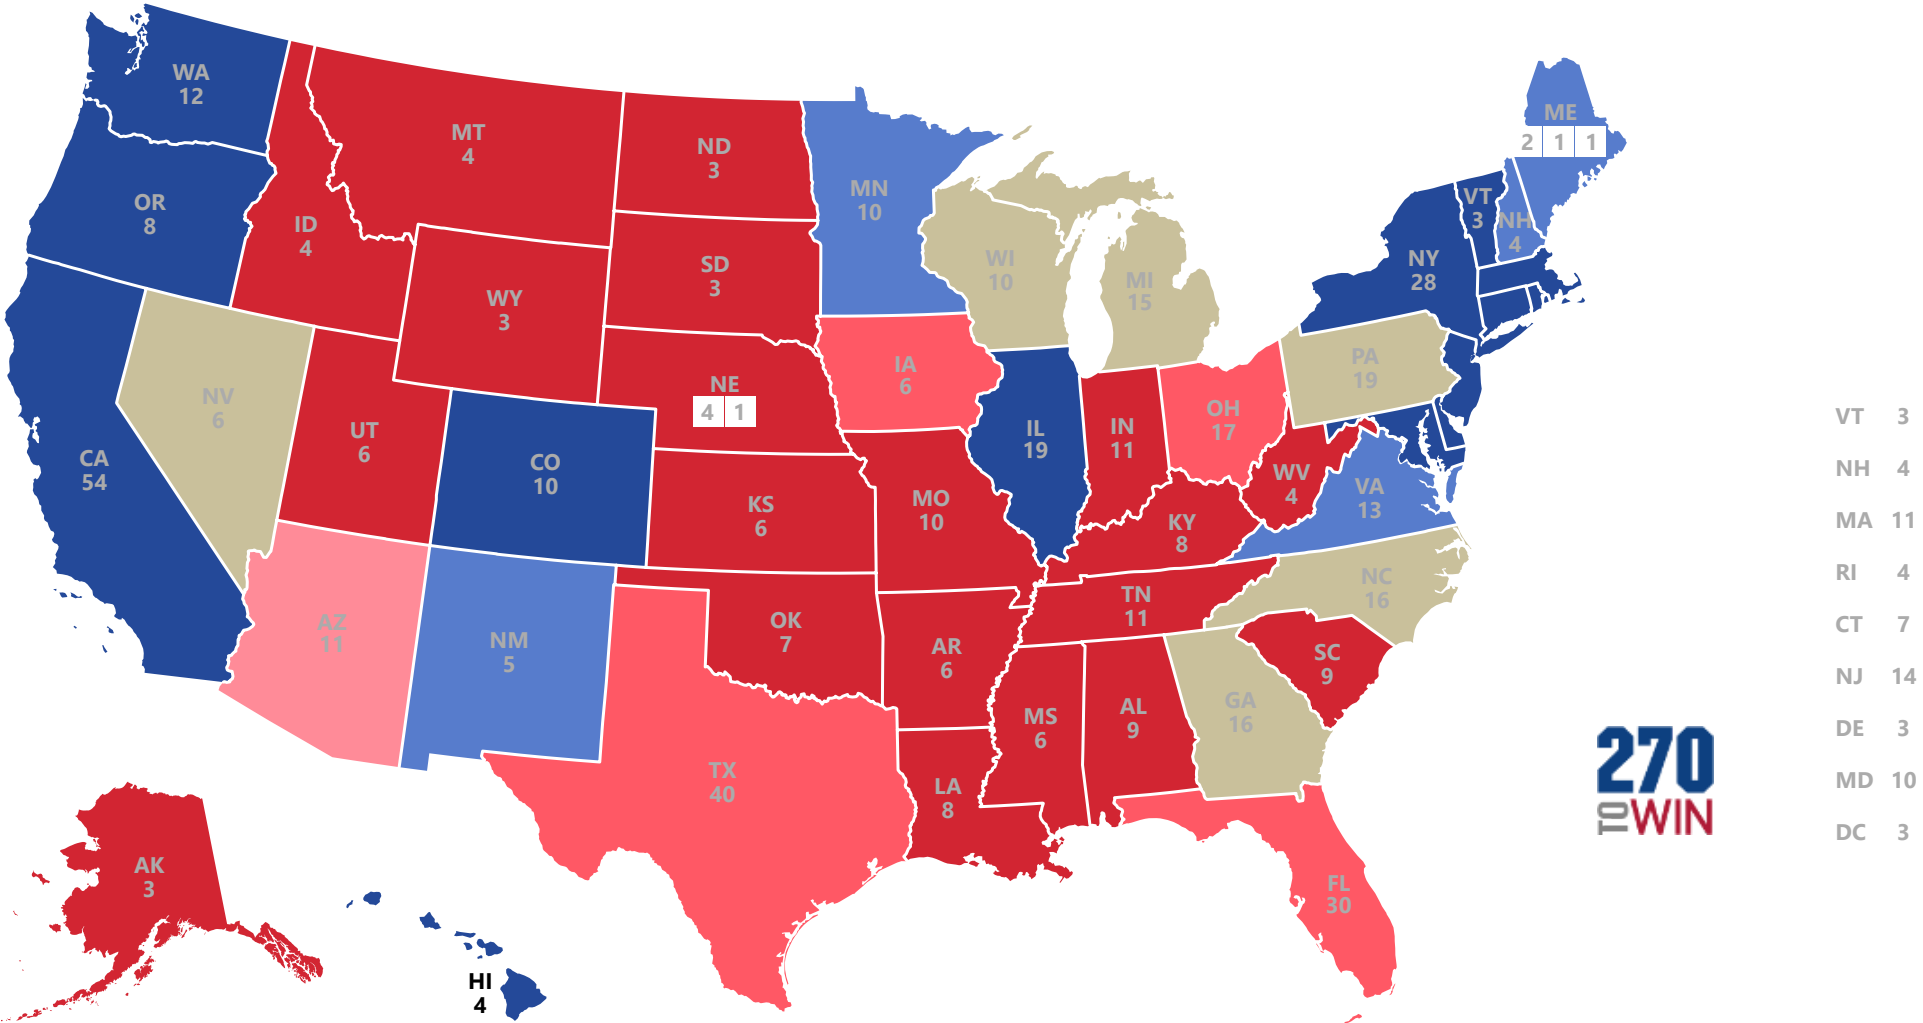 WA
12
OR
8
CA
54
NV
6
ID
4
MT
4
WY
3
UT
6
CO
10
AZ
11
NM
5
ND
3
SD
3
NE
4 1
KS
6
OK
7
TX
40
MN
10
IA
6
MO
10
AR
6
LA
8
WI
10
IL
19
MI
15
IN
11
OH
17
KY
8
TN
11
MS
6
AL
9
GA
16
FL
30
SC
9
NC
16
VA
13
WV
4
PA
19
NY
28
VT
3
NH
4
ME
2 1 1
AK
3
HI
4
VT 3
NH 4
MA 11
RI 4
CT 7
NJ 14
DE 3
MD 10
DC 3
270
TO WIN